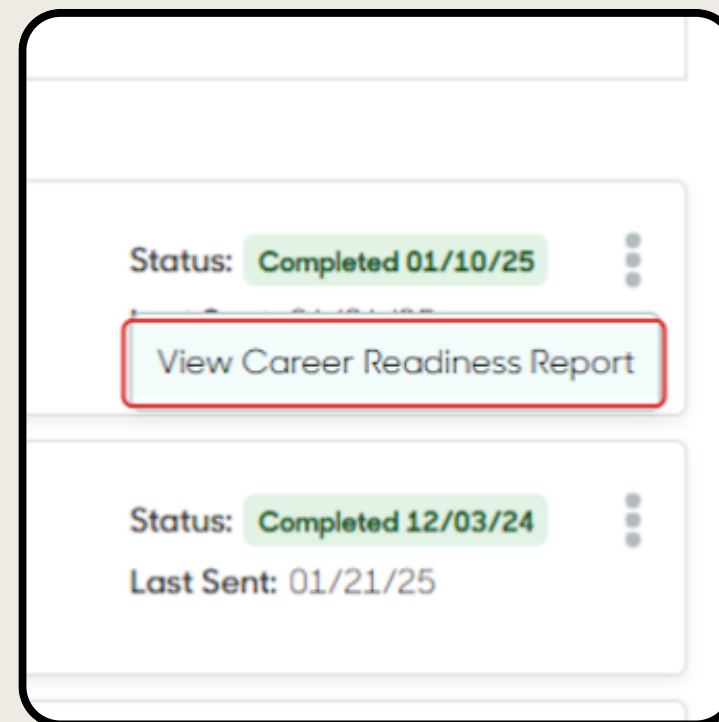 Status: Completed 01/10/25
View Career Readiness Report
Status: Completed 12/03/24
Last Sent: 01/21/25